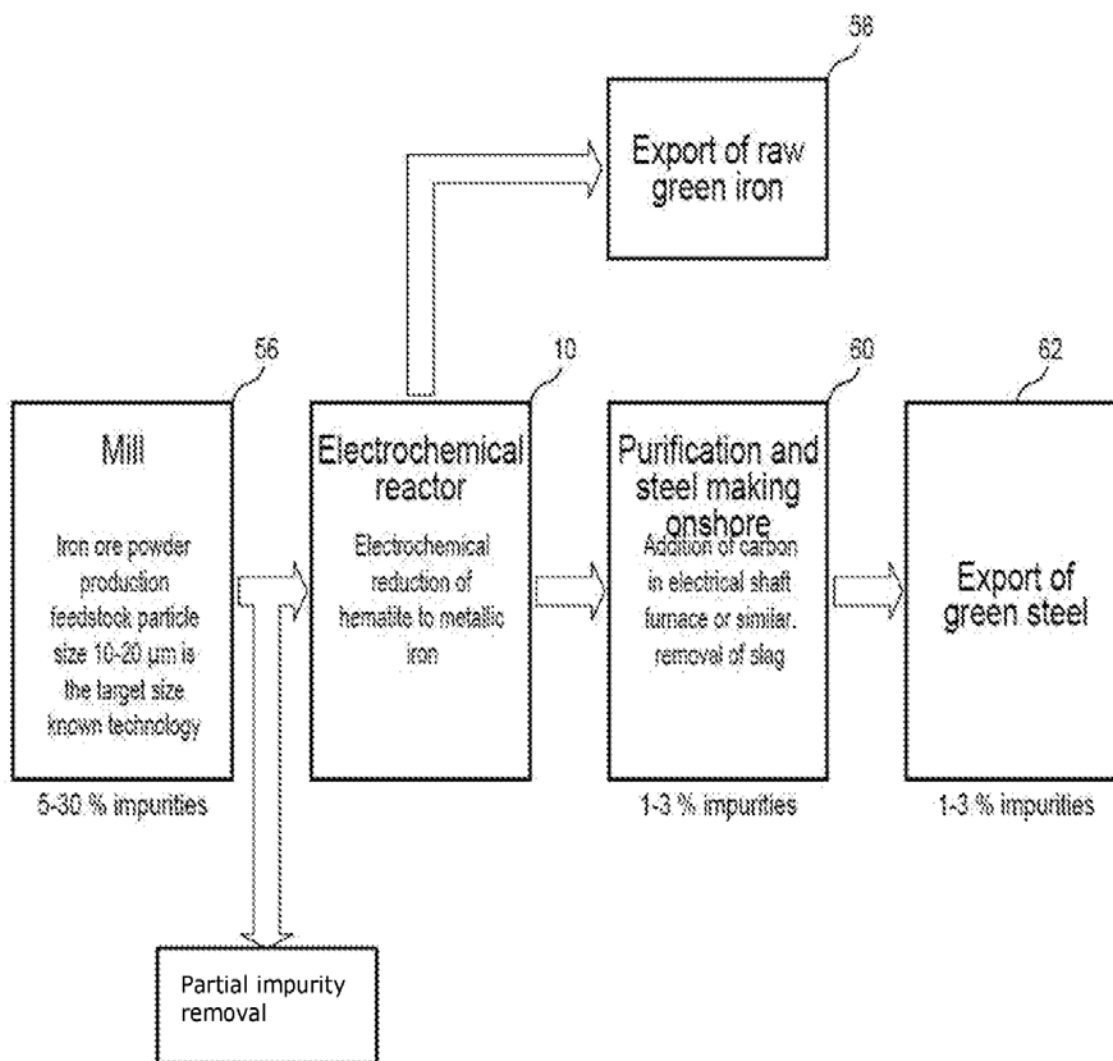 58
Export of raw
green iron
56
Mill
Iron ore powder
production
feedstock particle
size 10-20 µm is
the target size
known technology
5-30 % impurities
10
Electrochemical
reactor
Electrochemical
reduction of
hematite to metallic
iron
60
Purification and
steel making
onshore
Addition of carbon
in electrical shaft
furnace or similar.
removal of slag
1-3 % impurities
62
Export of
green steel
1-3 % impurities
Partial impurity
removal